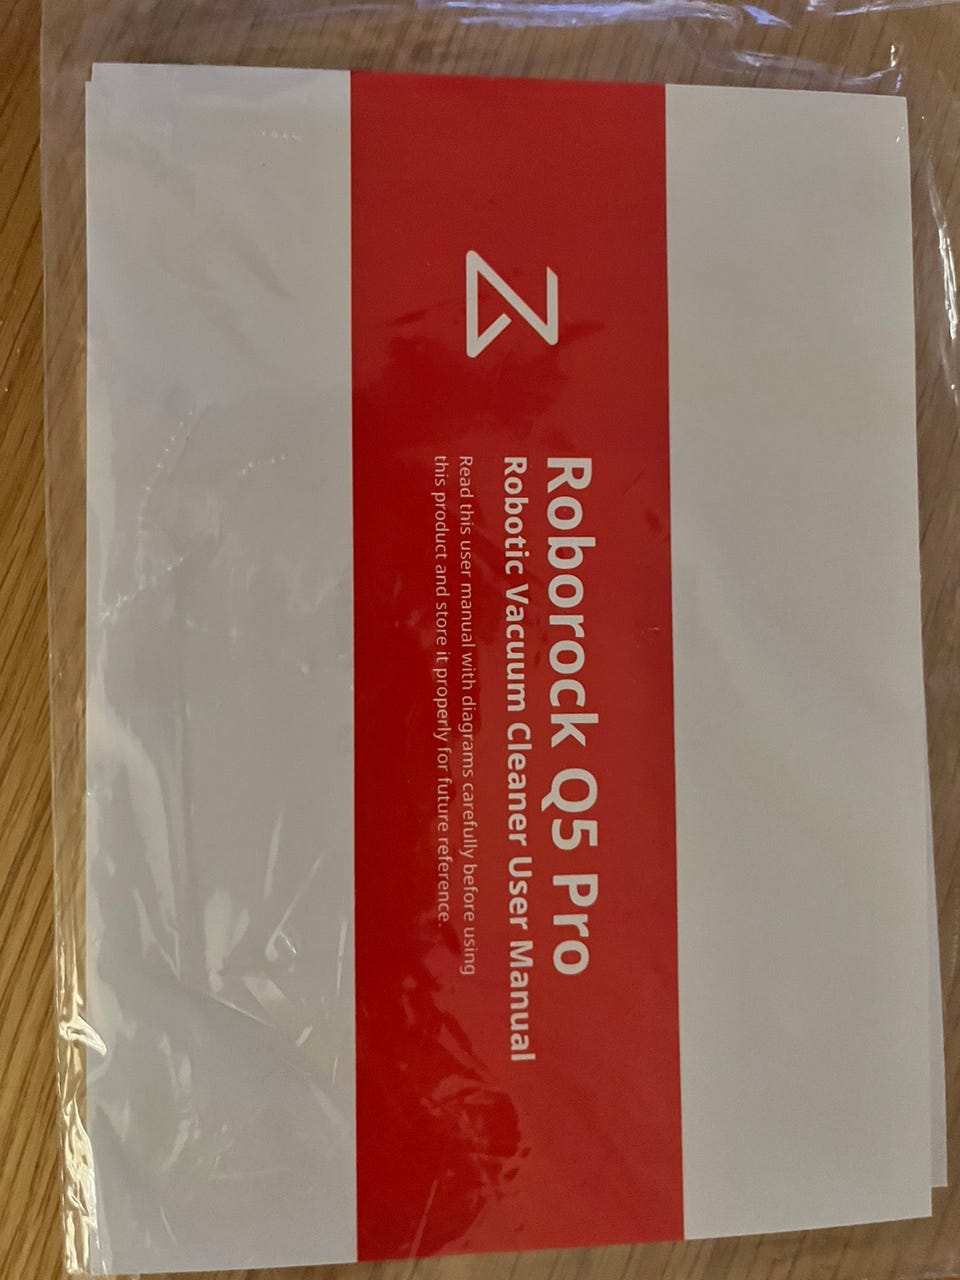 Roborock Q5 Pro
Robotic Vacuum Cleaner User Manual
Read this user manual with diagrams carefully before using
this product and store it properly for future reference.